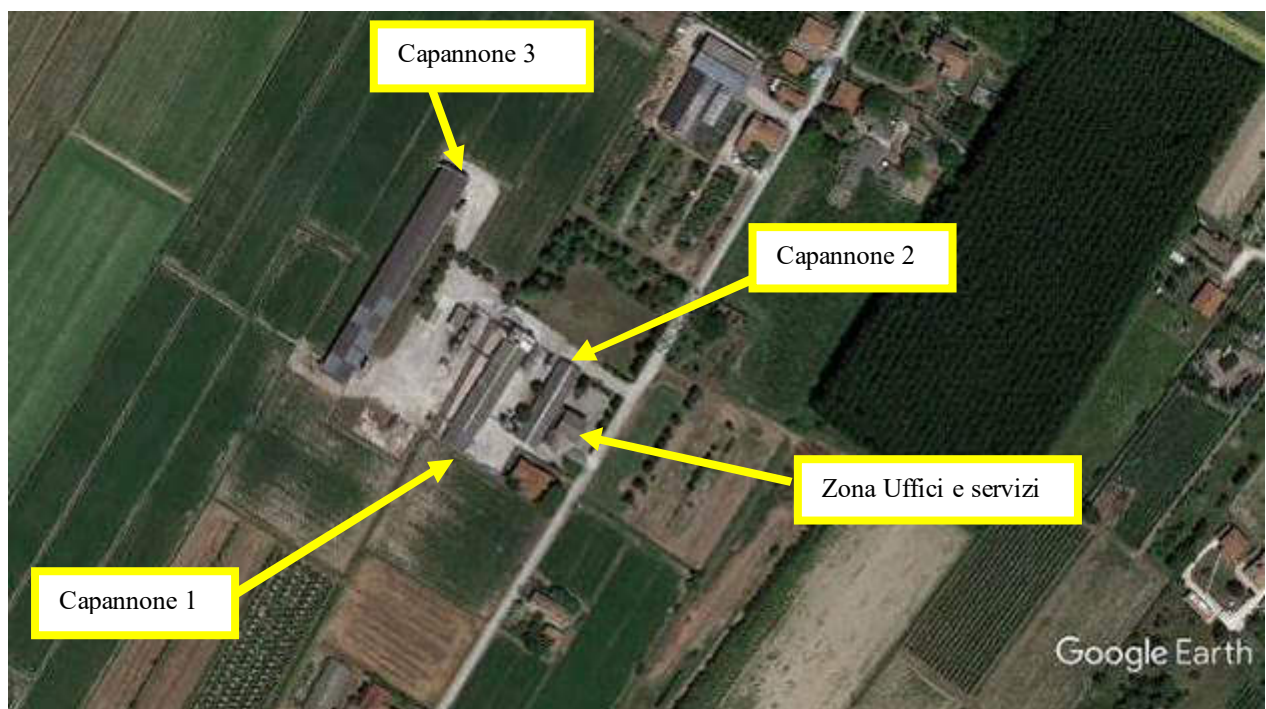 Capannone 3
Capannone 2
Zona Uffici e servizi
Capannone 1
Google Earth